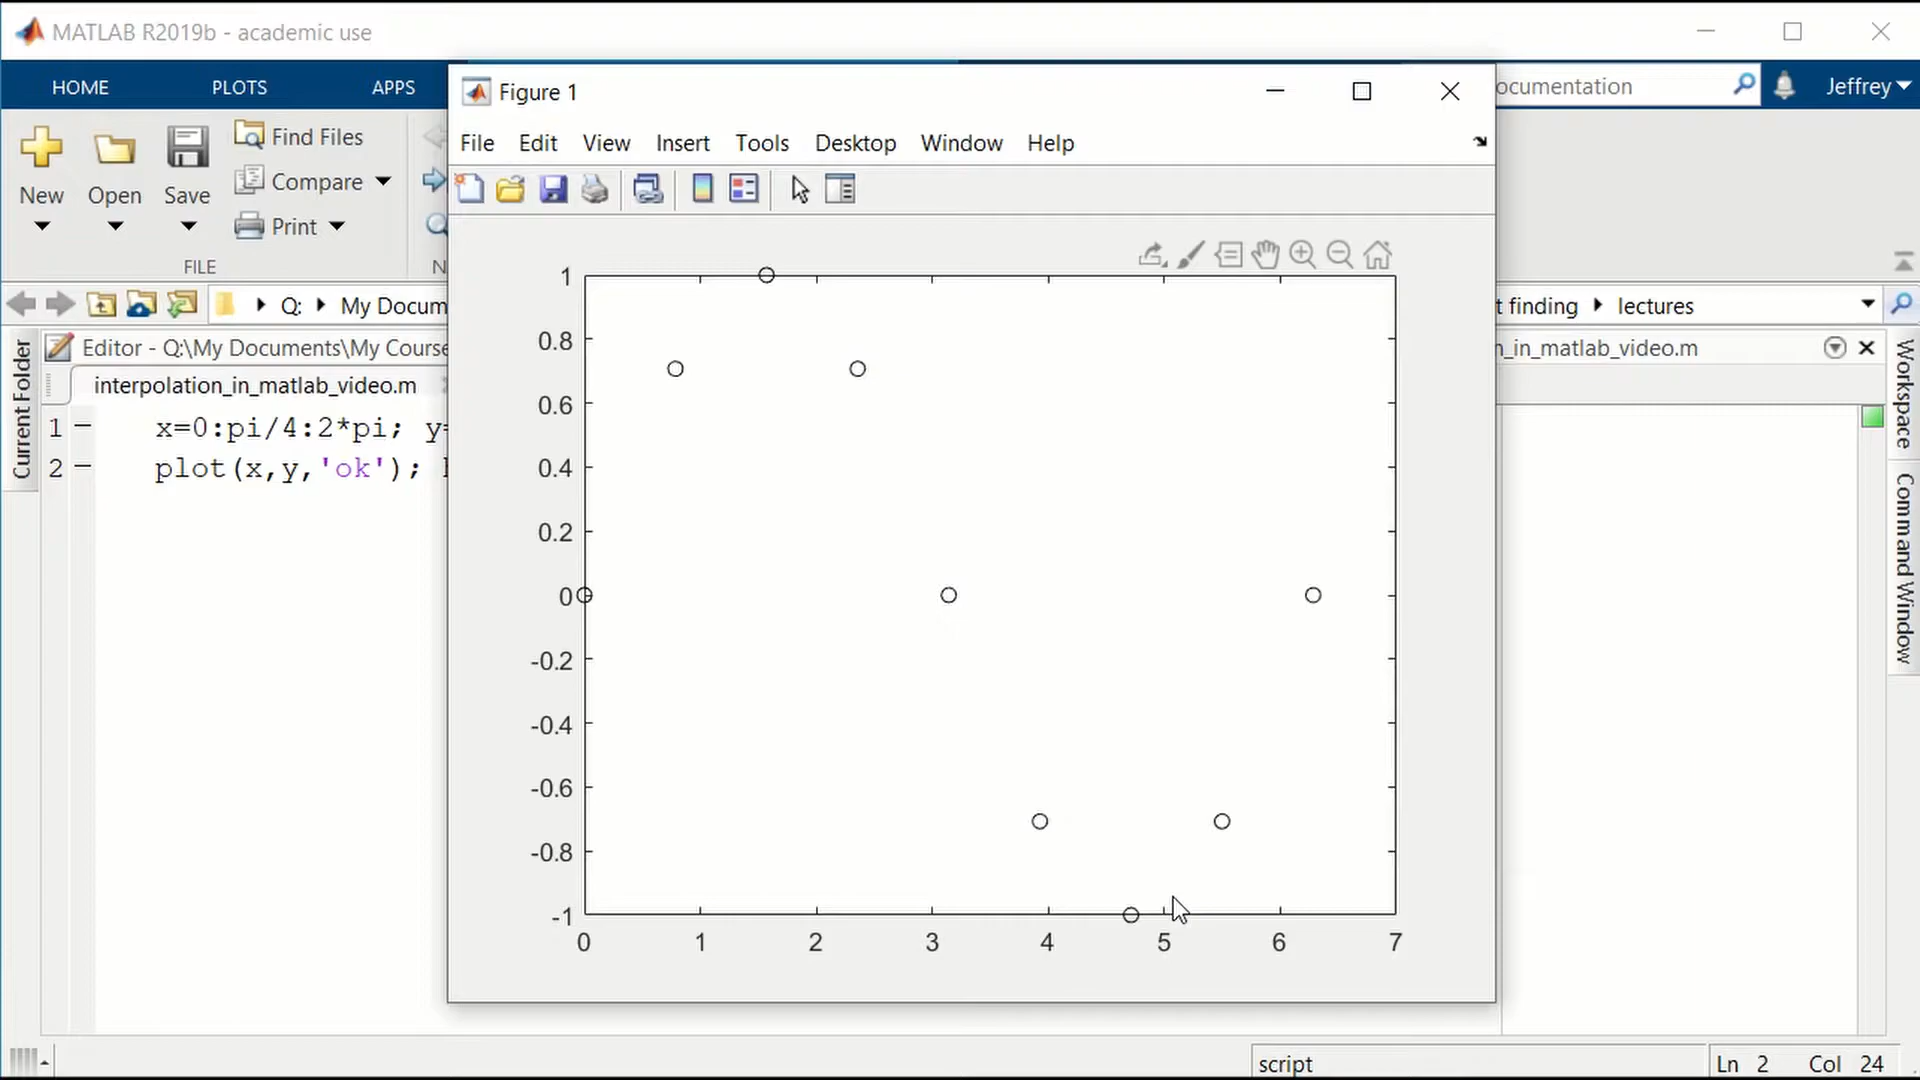 MATLAB R2019b - academic use
HOME PLOTS APPS
ocumentation
Jeffrey
New
Open
Save
Find Files
Compare
Print
FILE
N
Q: My Docum
t finding lectures
Current Folder
Editor - Q:\My Documents\My Course
n_in_matlab_video.m
interpolation_in_matlab_video.m
1 x=0:pi/4:2*pi; y=
2 plot(x,y,'ok');
Figure 1
File Edit View Insert Tools Desktop Window Help
1
0.8
0.6
0.4
0.2
0
-0.2
-0.4
-0.6
-0.8
-1
0 1 2 3 4 5 6 7
Workspace
Command Window
script
Ln 2 Col 24